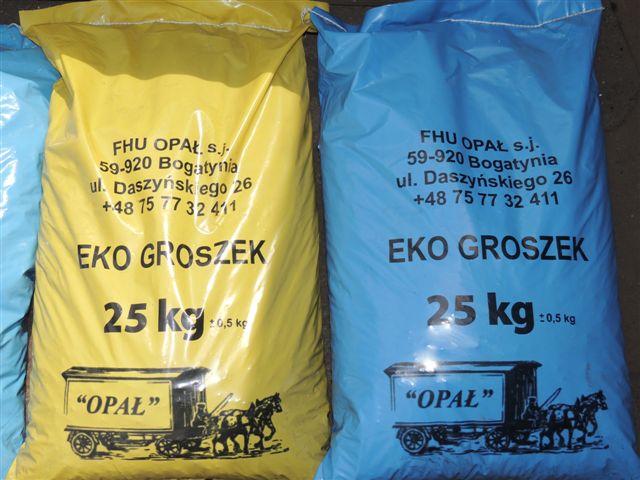 FHU OPAŁ s.j.
59-920 Bogatynia
ul. Daszyńskiego 26
+48 75 77 32 411
EKO GROSZEK
25 kg ±0,5 kg
"OPAŁ"
FHU OPAŁ s.j.
59-920 Bogatynia
ul. Daszyńskiego 26
+48 75 77 32 411
EKO GROSZEK
25 kg ±0,5 kg
"OPAŁ"